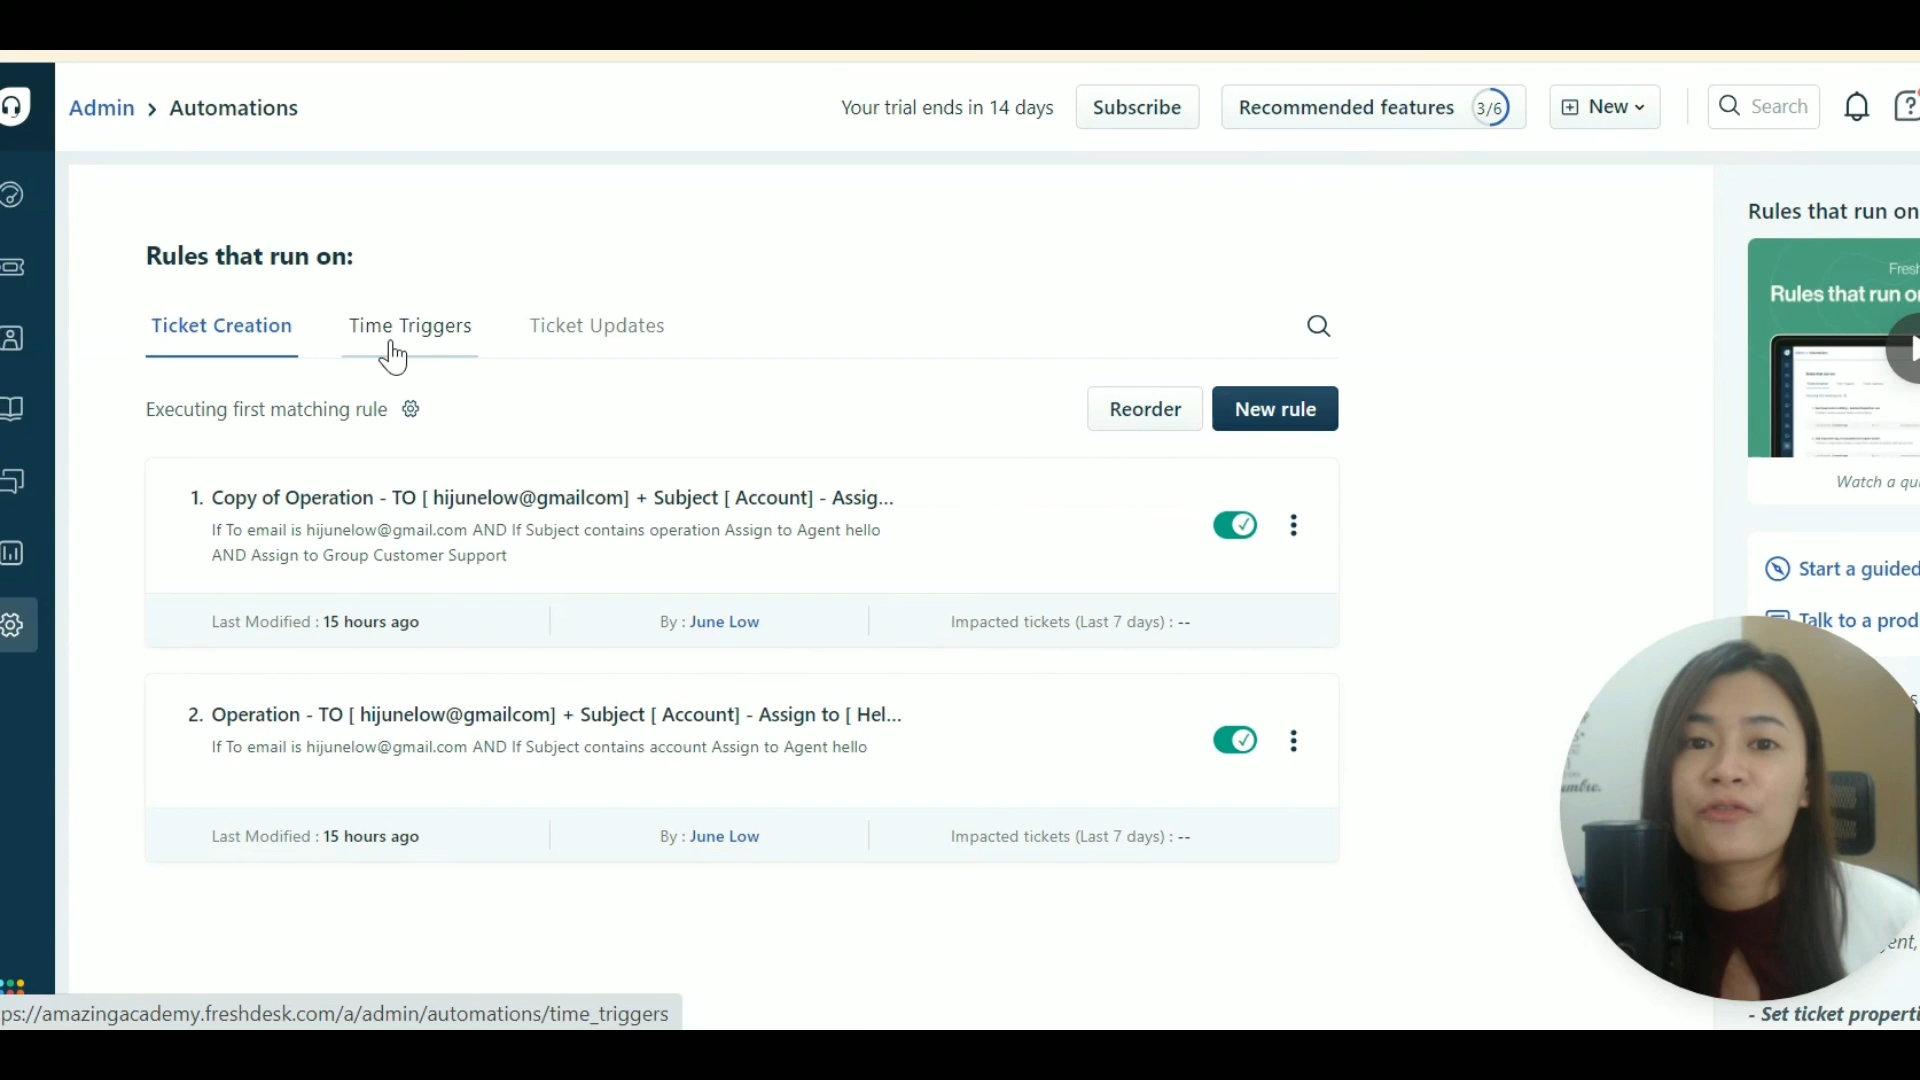 Admin > Automations
Your trial ends in 14 days
Subscribe
Recommended features 3/6
New
Search
Rules that run on:
Ticket Creation
Time Triggers
Ticket Updates
Executing first matching rule
Reorder
New rule
1. Copy of Operation - TO [ hijunelow@gmailcom] + Subject [ Account] - Assig...
If To email is hijunelow@gmail.com AND If Subject contains operation Assign to Agent hello
AND Assign to Group Customer Support
Last Modified : 15 hours ago
By : June Low
Impacted tickets (Last 7 days) : --
2. Operation - TO [ hijunelow@gmailcom] + Subject [ Account] - Assign to [ Hel...
If To email is hijunelow@gmail.com AND If Subject contains account Assign to Agent hello
Last Modified : 15 hours ago
By : June Low
Impacted tickets (Last 7 days) : --
Rules that run on
Fresh
Rules that run o
Watch a qu
Start a guided
Talk to a prod
ent,
- Set ticket properti
ps://amazingacademy.freshdesk.com/a/admin/automations/time_triggers